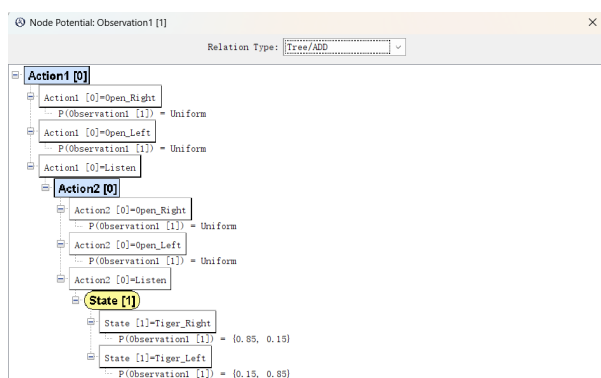 Node Potential: Observation1 [1]
Relation Type: Tree/ADD
Action1 [0]
Action1 [0]=Open_Right
P(Observation1 [1]) = Uniform
Action1 [0]=Open_Left
P(Observation1 [1]) = Uniform
Action1 [0]=Listen
Action2 [0]
Action2 [0]=Open_Right
P(Observation1 [1]) = Uniform
Action2 [0]=Open_Left
P(Observation1 [1]) = Uniform
Action2 [0]=Listen
State [1]
State [1]=Tiger_Right
P(Observation1 [1]) = {0.85, 0.15}
State [1]=Tiger_Left
P(Observation1 [1]) = {0.15, 0.85}